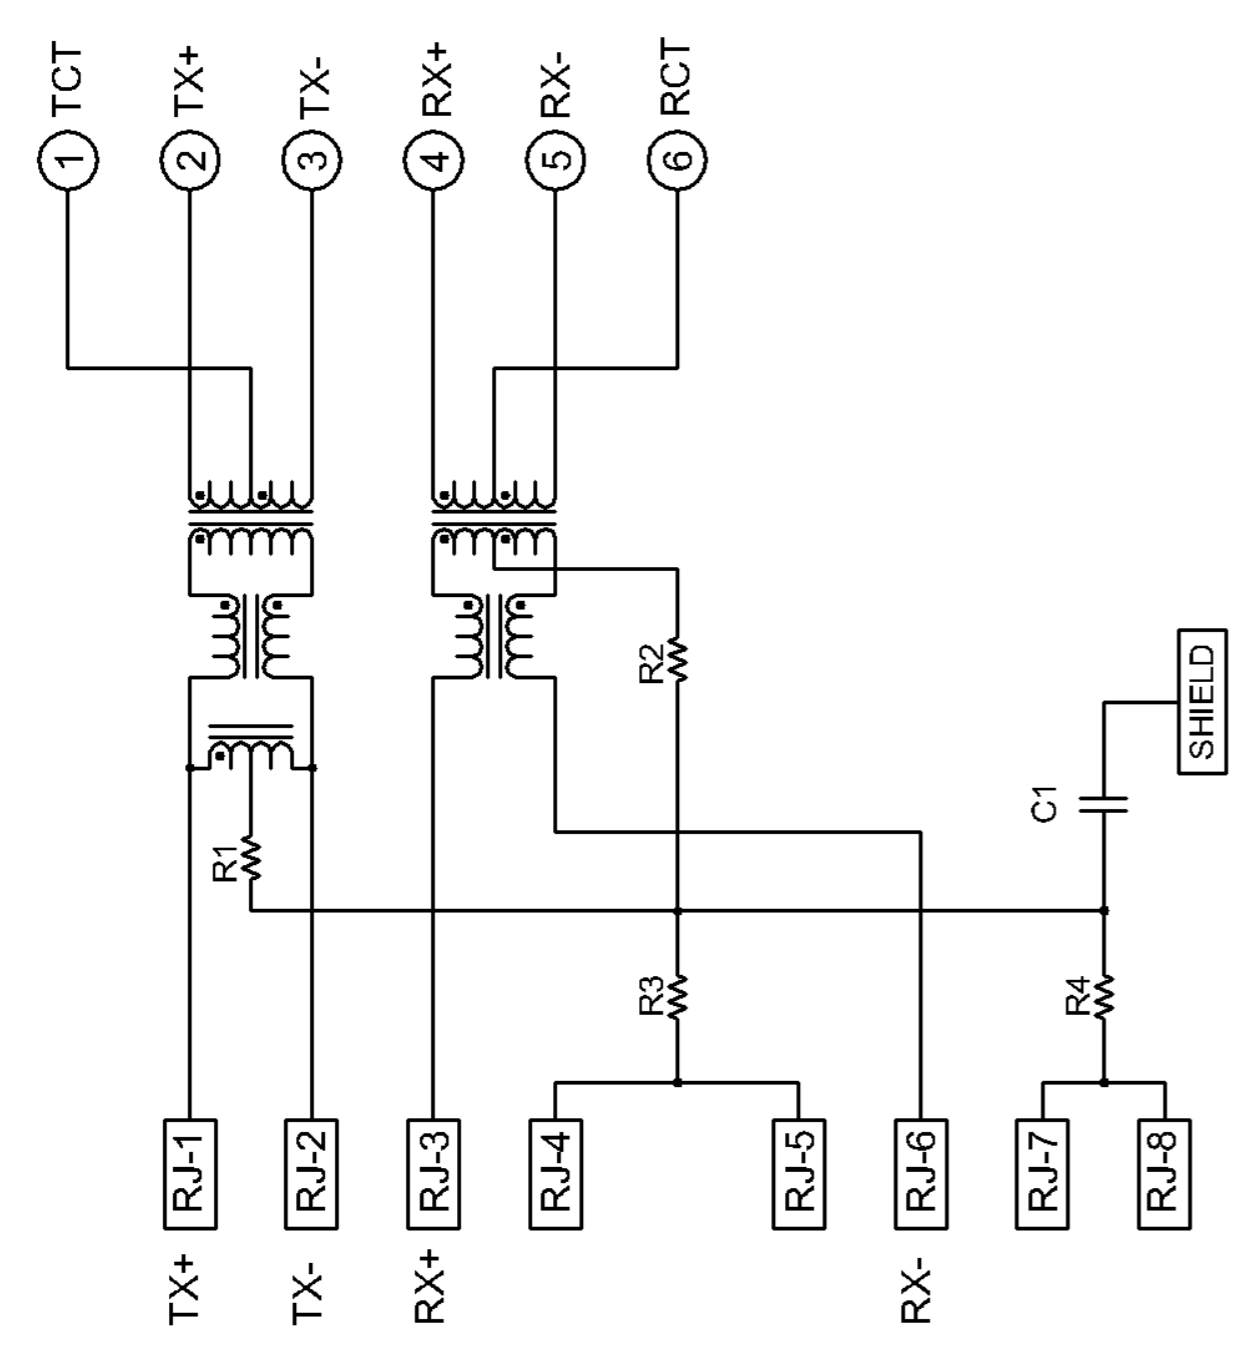 TCT
TX+
TX-
RX+
RX-
RCT
1
2
3
4
5
6
R2
SHIELD
C1
R1
R3
R4
RJ-1
RJ-2
RJ-3
RJ-4
RJ-5
RJ-6
RJ-7
RJ-8
TX+
TX-
RX+
RX-